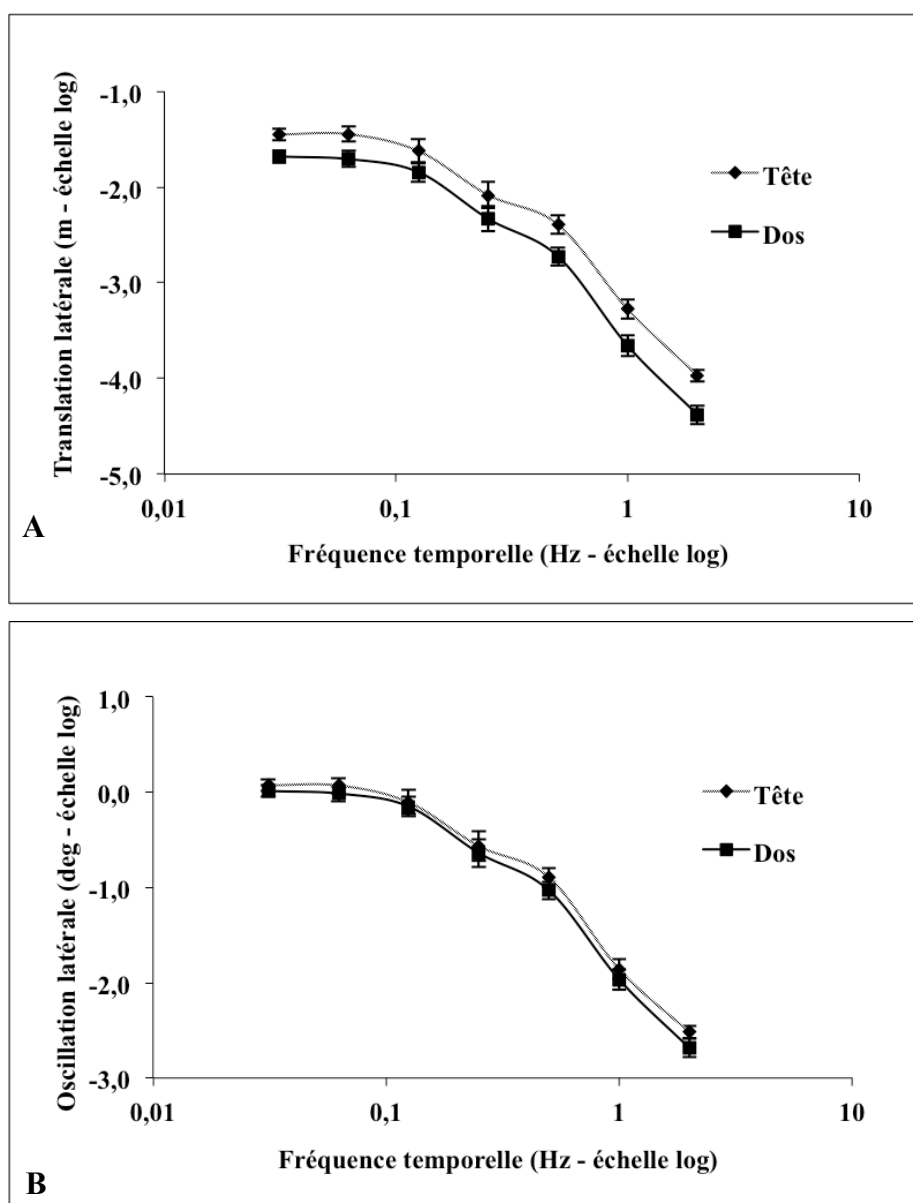 Translation latérale (m - échelle log)
-1,0
-2,0
-3,0
-4,0
-5,0
Tête
Dos
0,01
0,1
1
10
Fréquence temporelle (Hz - échelle log)
A
Oscillation latérale (deg - échelle log)
1,0
0,0
-1,0
-2,0
-3,0
Tête
Dos
0,01
0,1
1
10
Fréquence temporelle (Hz - échelle log)
B